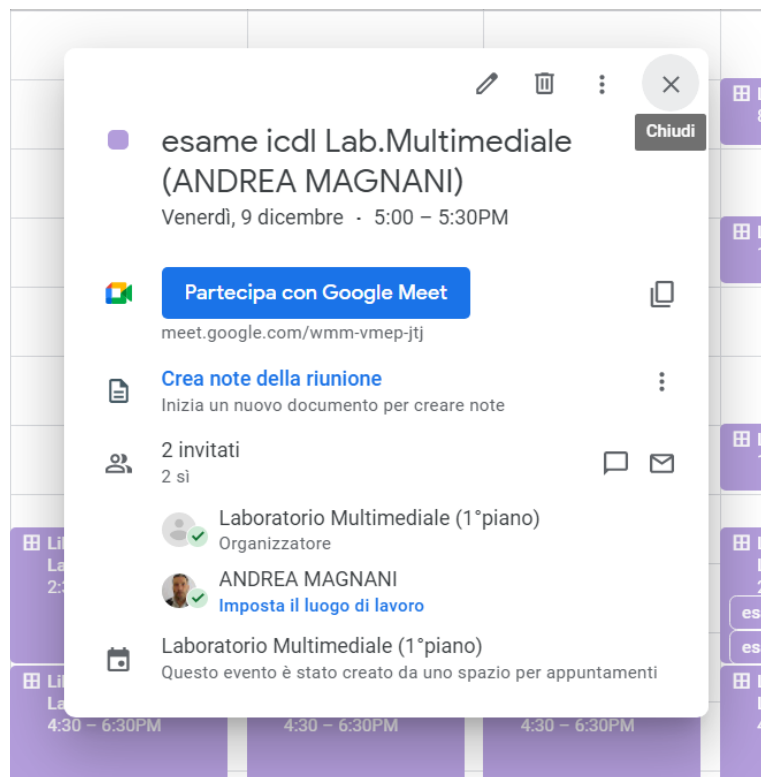 Chiudi
esame icdl Lab.Multimediale
(ANDREA MAGNANI)
Venerdì, 9 dicembre · 5:00 – 5:30PM
Partecipa con Google Meet
meet.google.com/wmm-vmep-jtj
Crea note della riunione
Inizia un nuovo documento per creare note
2 invitati
2 sì
Laboratorio Multimediale (1°piano)
Organizzatore
ANDREA MAGNANI
Imposta il luogo di lavoro
Laboratorio Multimediale (1°piano)
Questo evento è stato creato da uno spazio per appuntamenti
4:30 – 6:30PM
4:30 – 6:30PM
4:30 – 6:30PM